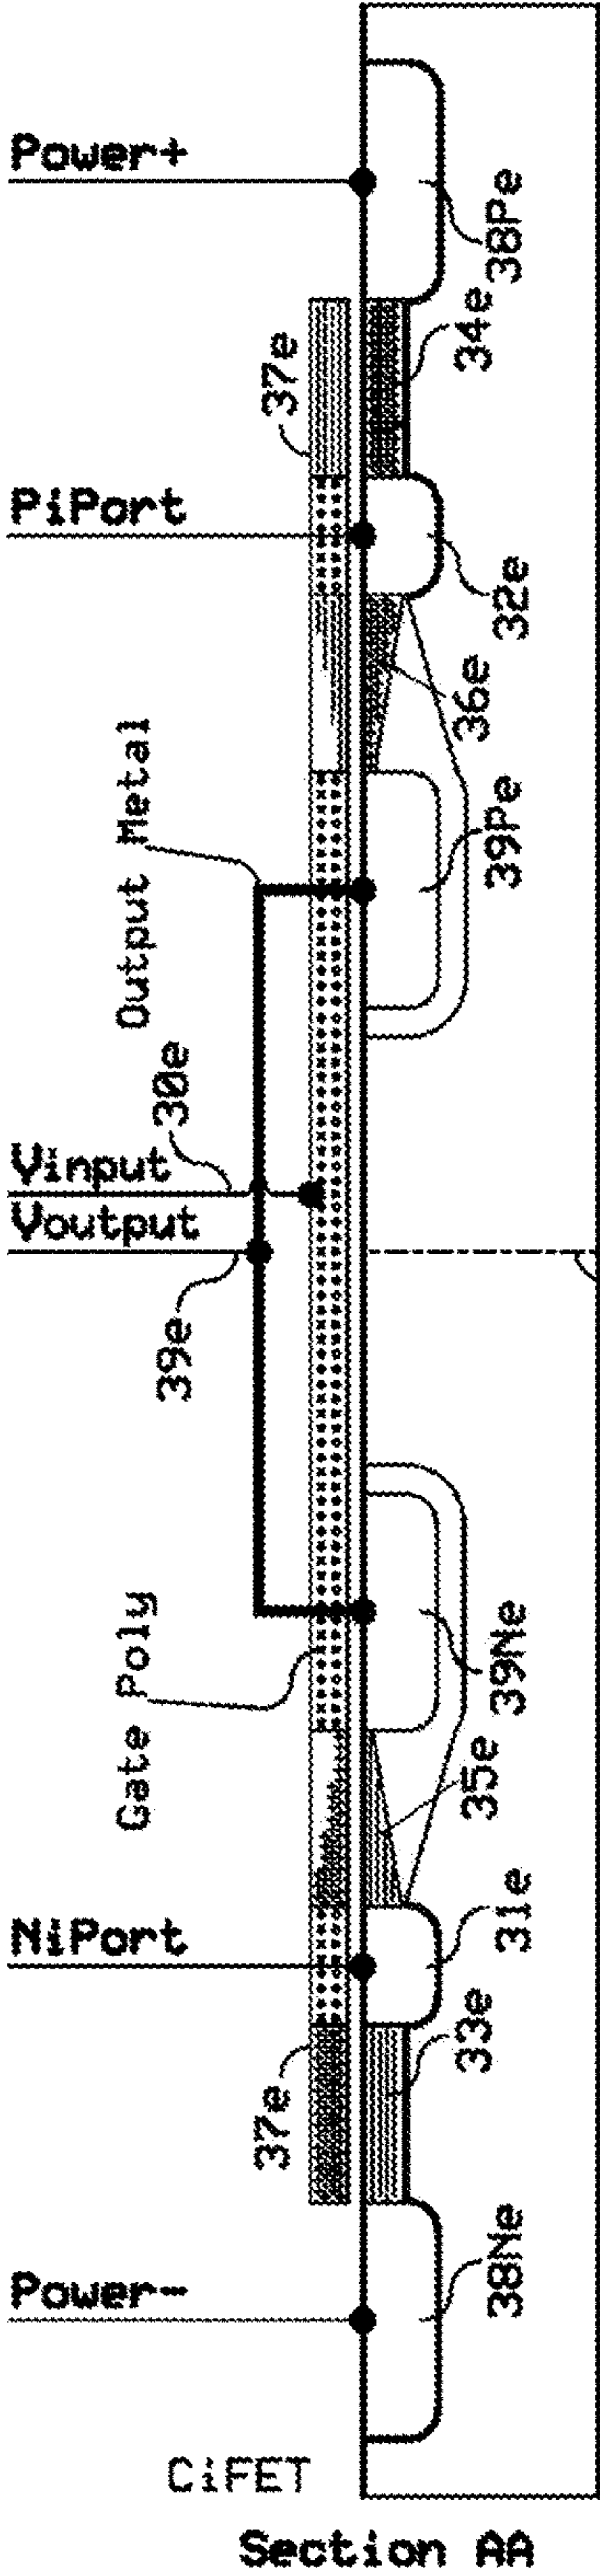 Power+
38Pe
34e
37e
PiPort
32e
36e
Output Metal
39Pe
30e
Vinput
Voutput
39e
Gate Poly
39Ne
35e
NiPort
31e
33e
37e
38Ne
Power-
CiFET
Section AA